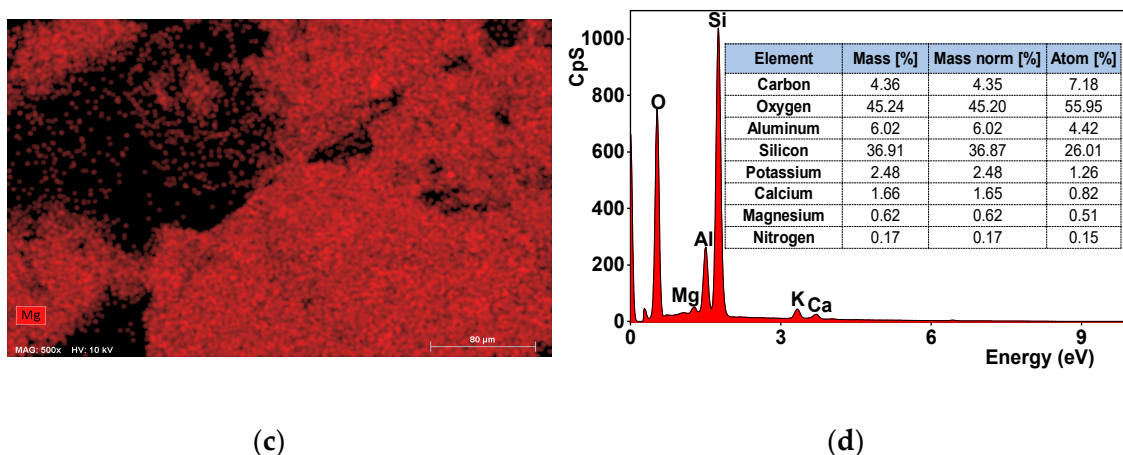 Mg
MAG: 500x HV: 10 kV
80 µm
(c)
CpS
1000
800
600
400
200
0
0
3
6
9
Energy (eV)
O
Mg
Al
Si
K
Ca
Element Mass [%] Mass norm [%] Atom [%]
Carbon 4.36 4.35 7.18
Oxygen 45.24 45.20 55.95
Aluminum 6.02 6.02 4.42
Silicon 36.91 36.87 26.01
Potassium 2.48 2.48 1.26
Calcium 1.66 1.65 0.82
Magnesium 0.62 0.62 0.51
Nitrogen 0.17 0.17 0.15
(d)